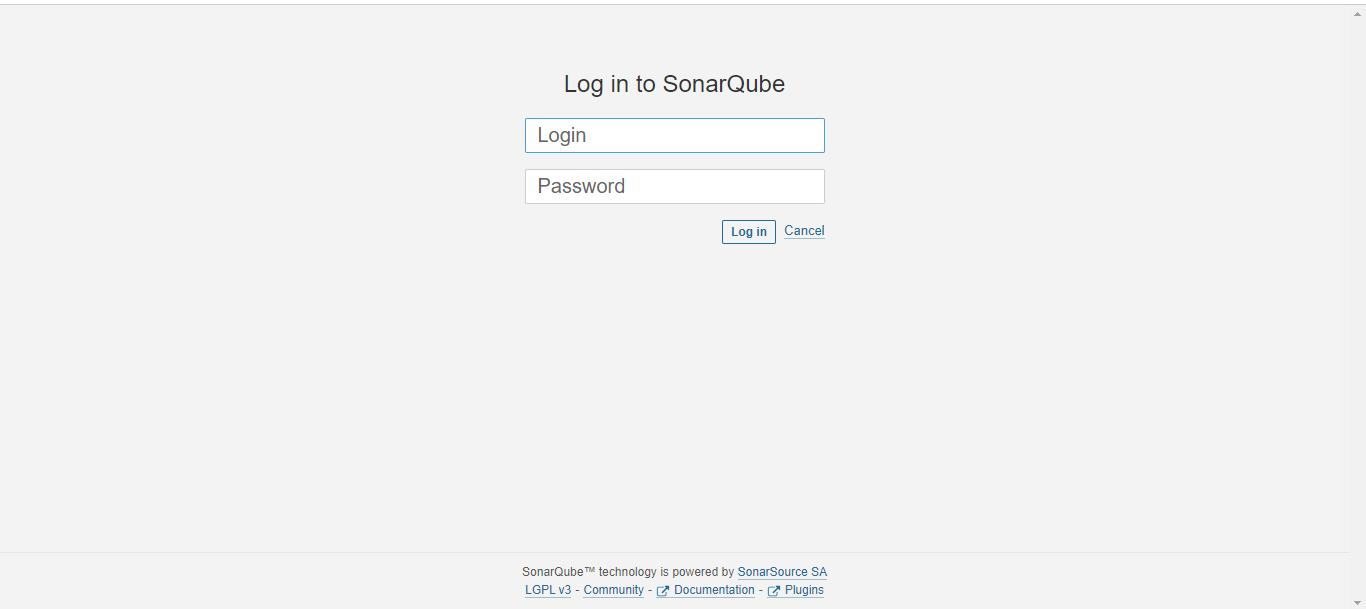 Log in to SonarQube
Login
Password
Log in Cancel
SonarQube™ technology is powered by SonarSource SA
LGPL v3 - Community - Documentation - Plugins